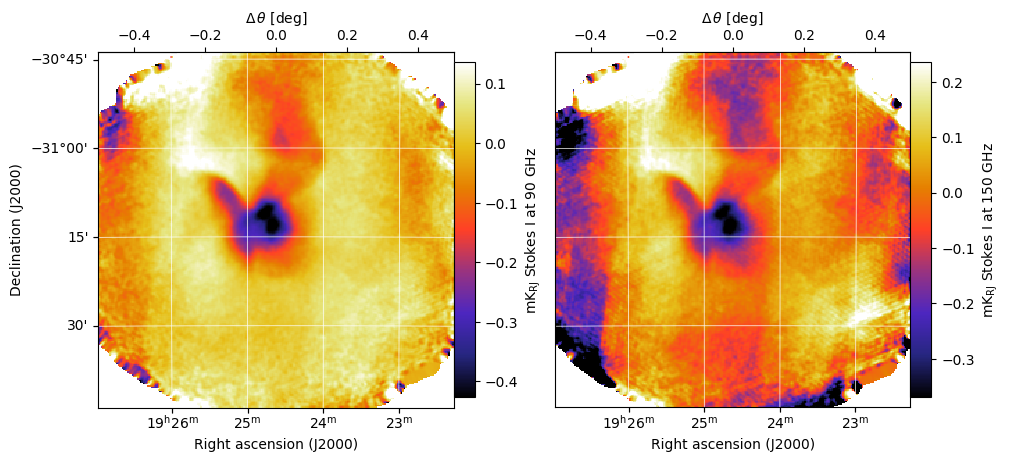 Δθ [deg]
−0.4 −0.2 0.0 0.2 0.4
−30°45'
−31°00'
15'
30'
Declination (J2000)
19ʰ26ᵐ 25ᵐ 24ᵐ 23ᵐ
Right ascension (J2000)
0.1
0.0
−0.1
−0.2
−0.3
−0.4
mK_RJ Stokes I at 90 GHz
Δθ [deg]
−0.4 −0.2 0.0 0.2 0.4
19ʰ26ᵐ 25ᵐ 24ᵐ 23ᵐ
Right ascension (J2000)
0.2
0.1
0.0
−0.1
−0.2
−0.3
mK_RJ Stokes I at 150 GHz